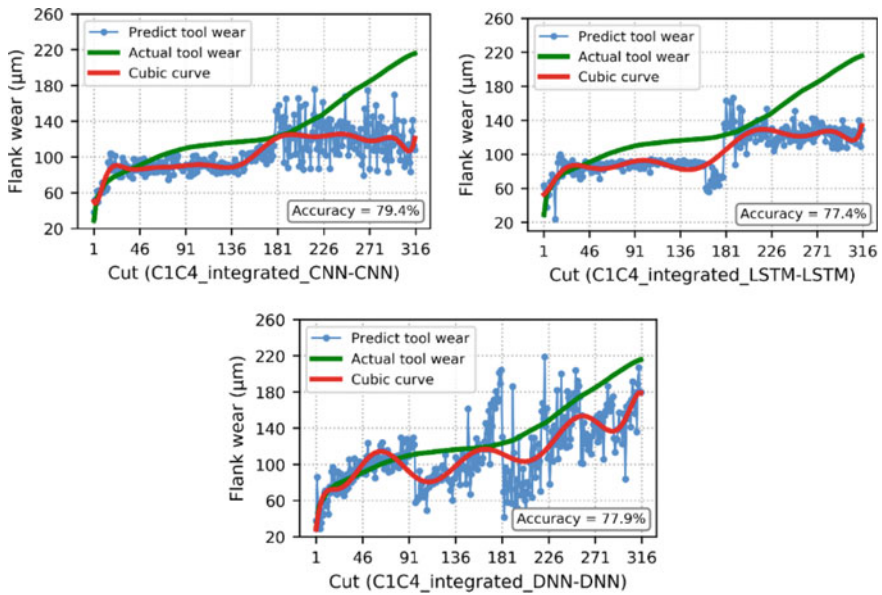 260
220
180
140
100
60
20
Flank wear (µm)
Predict tool wear
Actual tool wear
Cubic curve
Accuracy = 79.4%
1 46 91 136 181 226 271 316
Cut (C1C4_integrated_CNN-CNN)
260
220
180
140
100
60
20
Flank wear (µm)
Predict tool wear
Actual tool wear
Cubic curve
Accuracy = 77.4%
1 46 91 136 181 226 271 316
Cut (C1C4_integrated_LSTM-LSTM)
260
220
180
140
100
60
20
Flank wear (µm)
Predict tool wear
Actual tool wear
Cubic curve
Accuracy = 77.9%
1 46 91 136 181 226 271 316
Cut (C1C4_integrated_DNN-DNN)